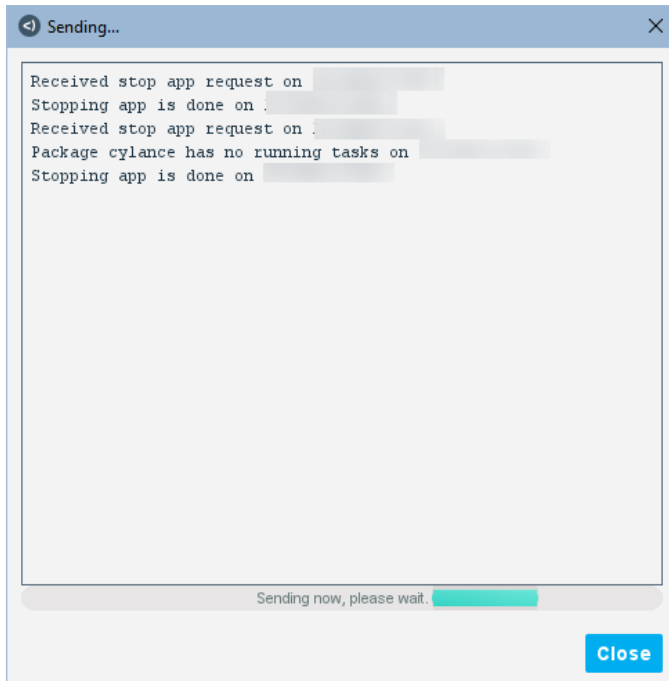 Sending...
Received stop app request on
Stopping app is done on
Received stop app request on
Package cylance has no running tasks on
Stopping app is done on
Sending now, please wait.
Close